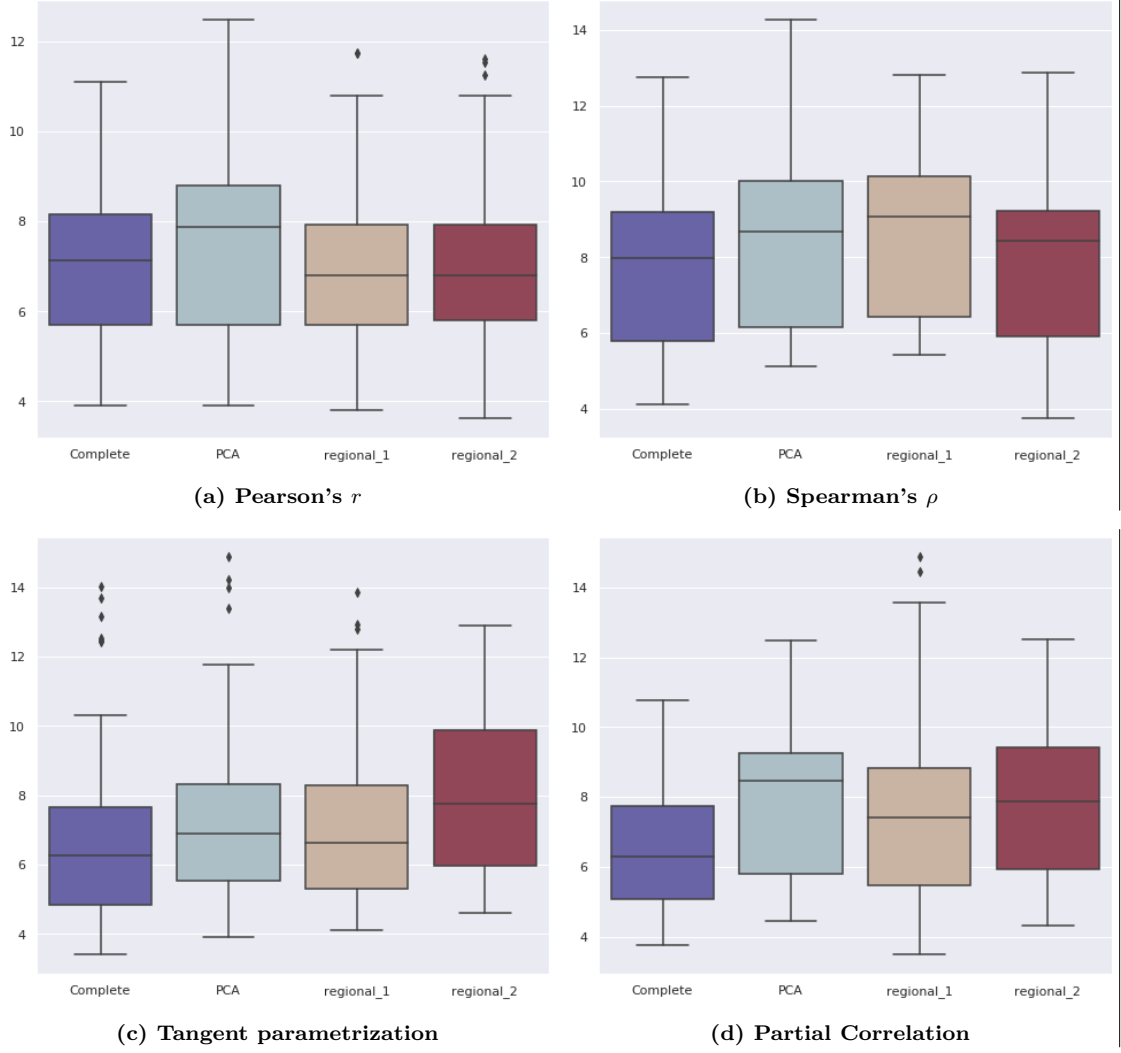 12
10
8
6
4
Complete PCA regional_1 regional_2
(a) Pearson's r
14
12
10
8
6
4
Complete PCA regional_1 regional_2
(b) Spearman's ρ
14
12
10
8
6
4
Complete PCA regional_1 regional_2
(c) Tangent parametrization
14
12
10
8
6
4
Complete PCA regional_1 regional_2
(d) Partial Correlation